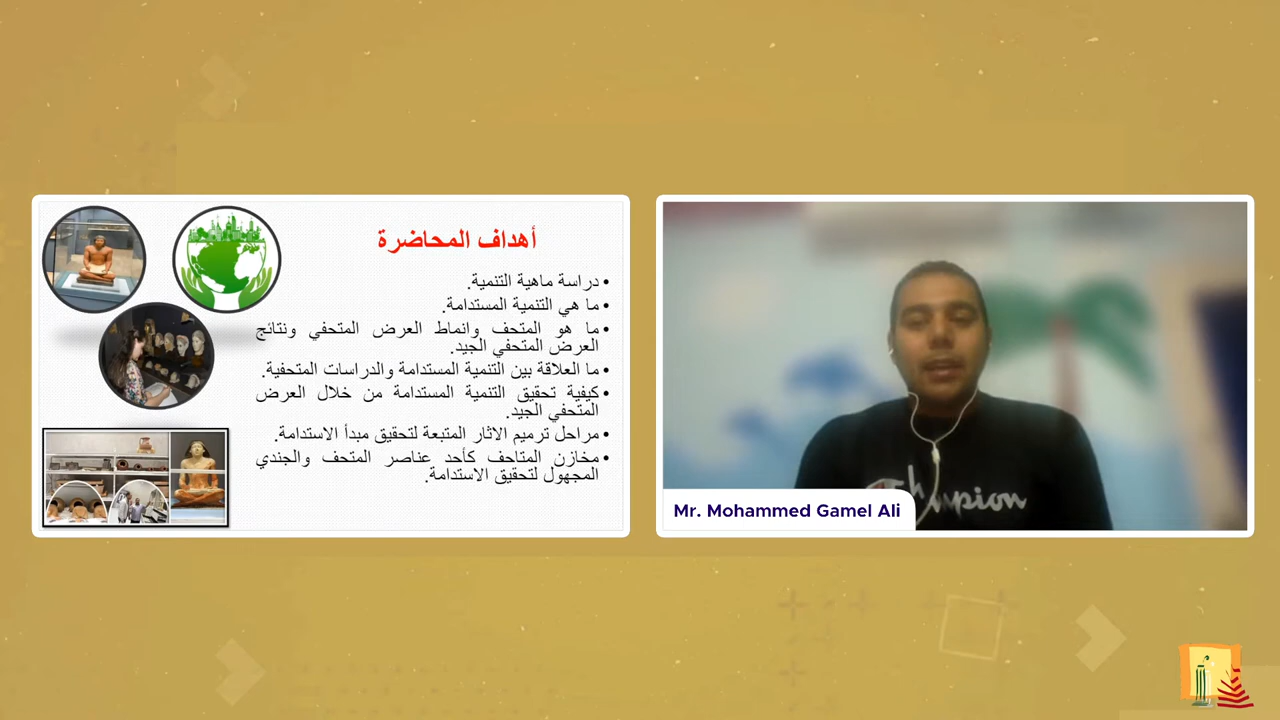 أهداف المحاضرة
• دراسة ماهية التنمية.
• ما هي التنمية المستدامة.
• ما هو المتحف وانماط العرض المتحفي ونتائج
العرض المتحفي الجيد.
• ما العلاقة بين التنمية المستدامة والدراسات المتحفية.
• كيفية تحقيق التنمية المستدامة من خلال العرض
المتحفي الجيد.
• مراحل ترميم الاثار المتبعة لتحقيق مبدأ الاستدامة.
• مخازن المتاحف كأحد عناصر المتحف والجندي
المجهول لتحقيق الاستدامة.
Mr. Mohammed Gamel Ali